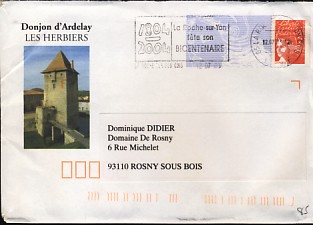 Donjon d'Ardelay
LES HERBIERS
1804
2004
La Roche-sur-Yon
fête son
BICENTENAIRE
Dominique DIDIER
Domaine De Rosny
6 Rue Michelet
93110 ROSNY SOUS BOIS